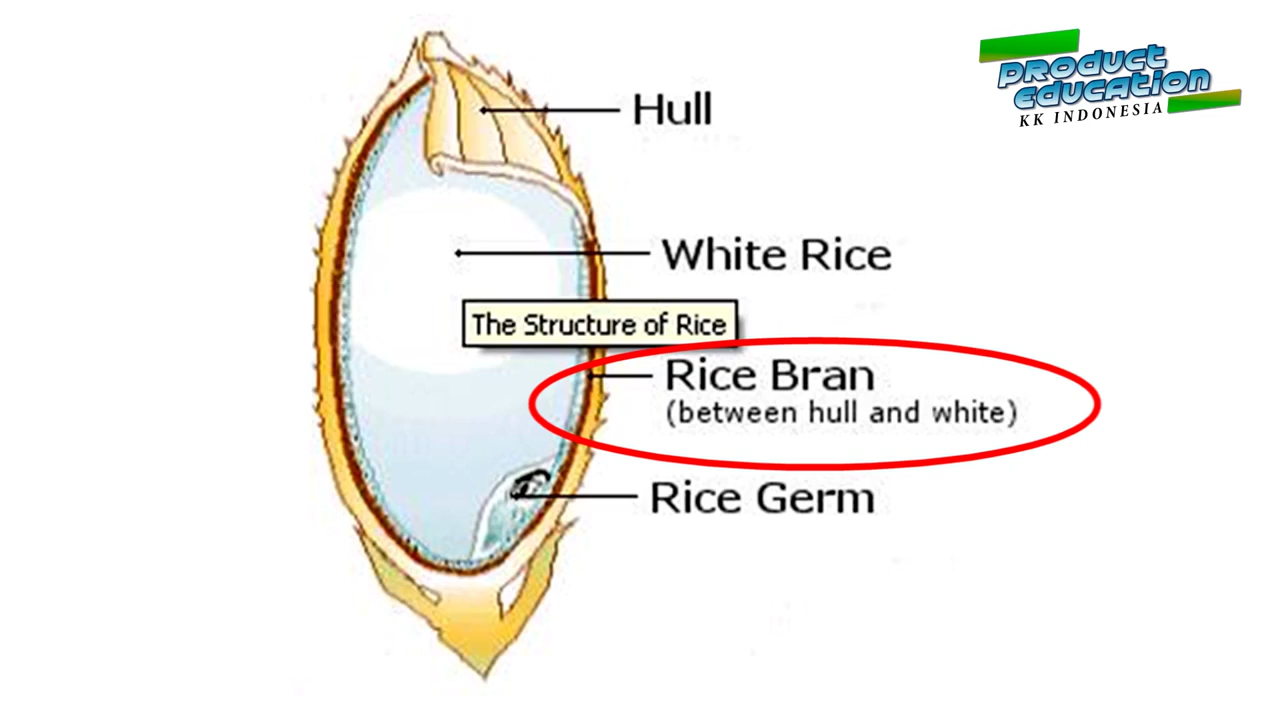 Product
Education
KK INDONESIA
Hull
White Rice
The Structure of Rice
Rice Bran
(between hull and white)
Rice Germ